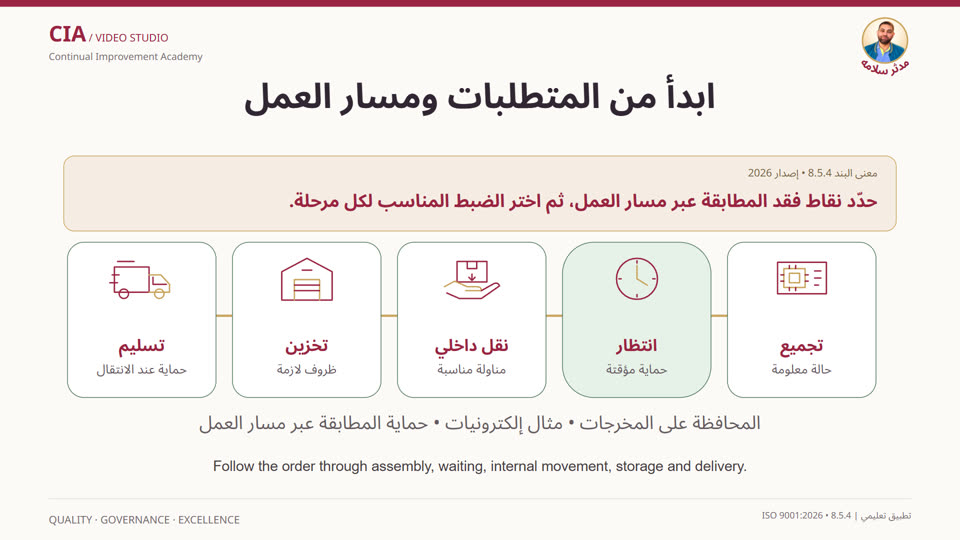 CIA / VIDEO STUDIO
Continual Improvement Academy
مدثر سلامه
ابدأ من المتطلبات ومسار العمل
معنى البند 8.5.4 • إصدار 2026
حدّد نقاط فقد المطابقة عبر مسار العمل، ثم اختر الضبط المناسب لكل مرحلة.
تجميع
حالة معلومة
انتظار
حماية مؤقتة
نقل داخلي
مناولة مناسبة
تخزين
ظروف لازمة
تسليم
حماية عند الانتقال
المحافظة على المخرجات • مثال إلكترونيات • حماية المطابقة عبر مسار العمل
Follow the order through assembly, waiting, internal movement, storage and delivery.
QUALITY · GOVERNANCE · EXCELLENCE
تطبيق تعليمي | ISO 9001:2026 • 8.5.4